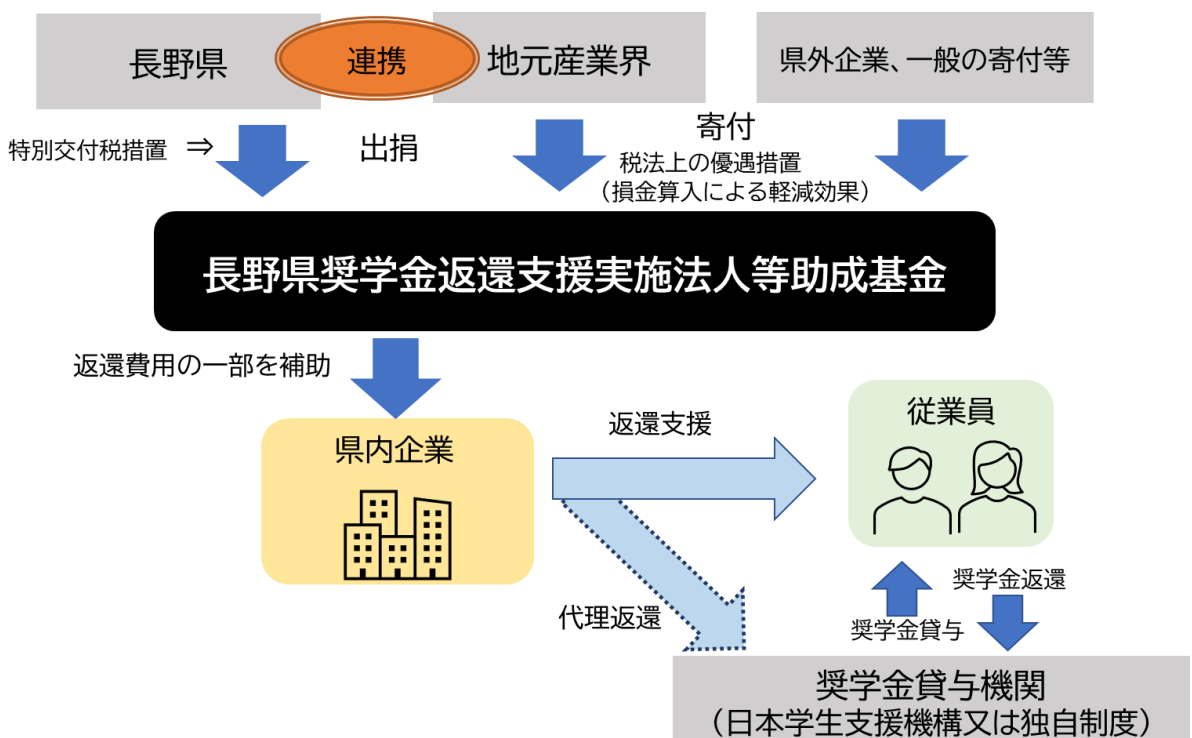 長野県
連携
地元産業界
県外企業、一般の寄付等
特別交付税措置 ⇒
出捐
寄付
税法上の優遇措置
（損金算入による軽減効果）
長野県奨学金返還支援実施法人等助成基金
返還費用の一部を補助
県内企業
返還支援
従業員
代理返還
奨学金貸与
奨学金返還
奨学金貸与機関
（日本学生支援機構又は独自制度）